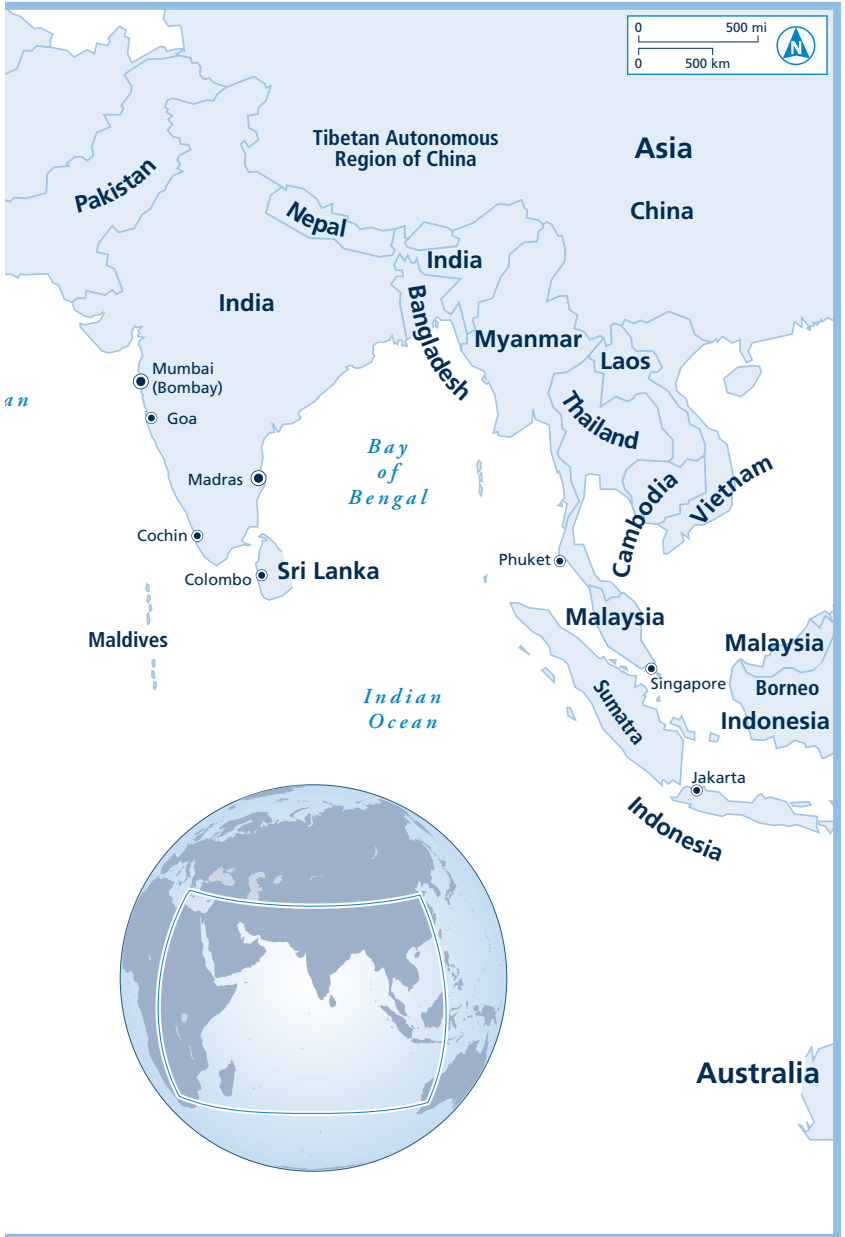 0 500 mi
0 500 km
N
Tibetan Autonomous
Region of China
Asia
China
Pakistan
Nepal
India
India
Bangladesh
Myanmar
Laos
Thailand
Mumbai
(Bombay)
an
Goa
Bay
of
Bengal
Madras
Cambodia
Vietnam
Cochin
Phuket
Colombo
Sri Lanka
Malaysia
Maldives
Malaysia
Singapore
Borneo
Sumatra
Indian
Ocean
Indonesia
Jakarta
Indonesia
Australia